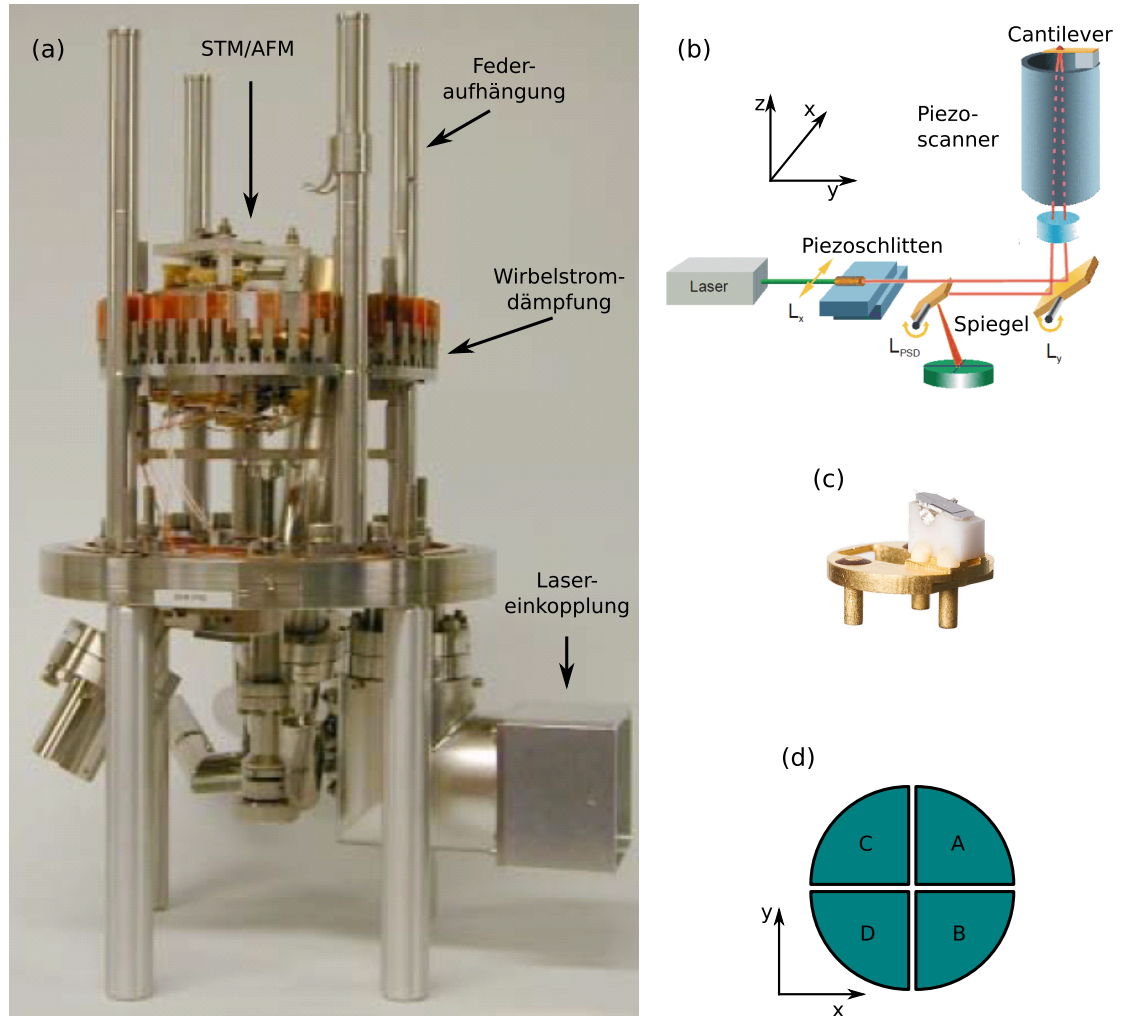 (a)
STM/AFM
Feder-
aufhängung
Wirbelstrom-
dämpfung
Laser-
einkopplung
(b)
Cantilever
Piezo-
scanner
z
x
y
Piezoschlitten
Laser
Lx
Spiegel
LPSD
Ly
(c)
(d)
C
A
D
B
y
x